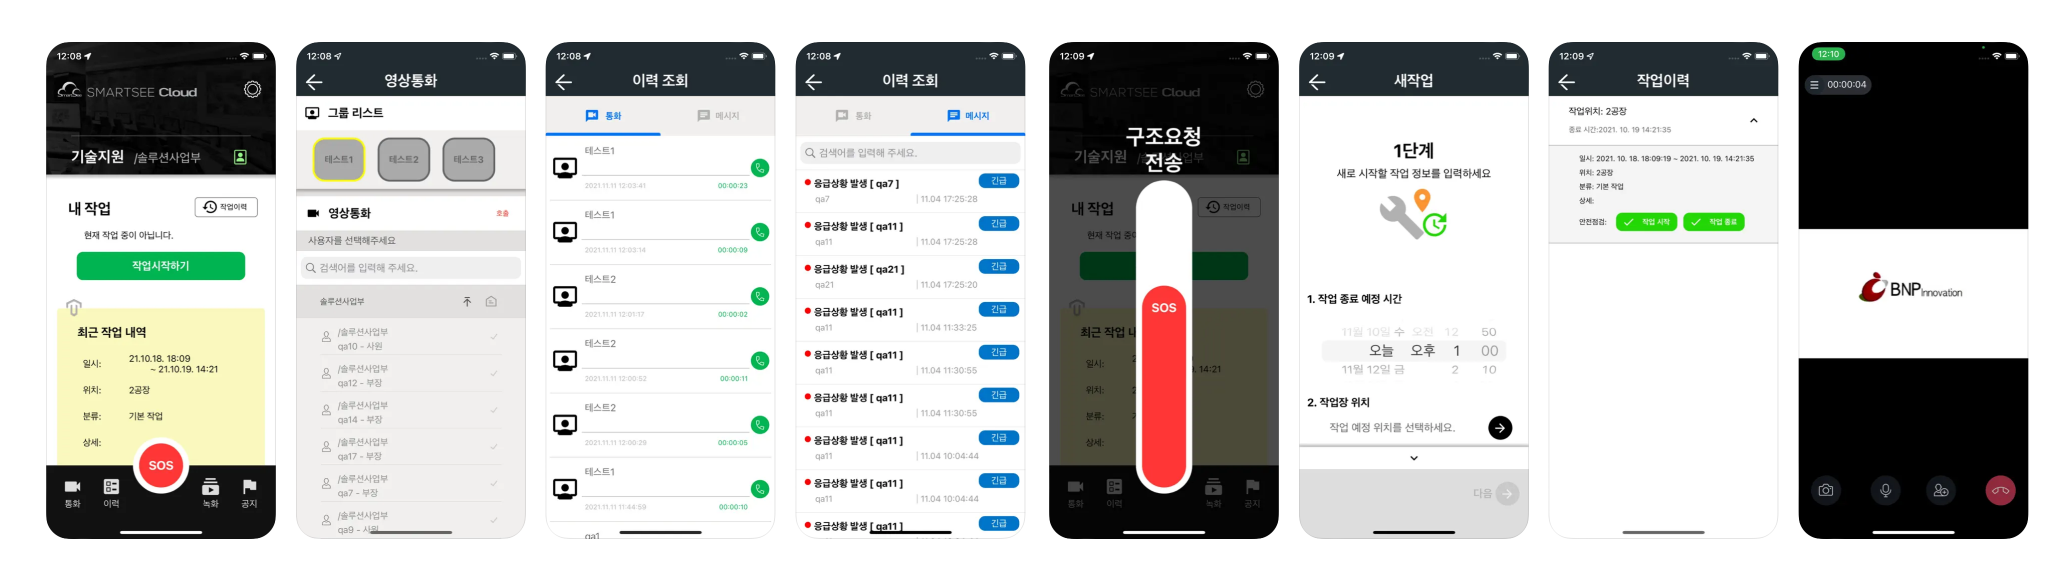 12:08
SMARTSEE Cloud
기술지원 /솔루션사업부
내 작업
작업이력
현재 작업 중이 아닙니다.
작업시작하기
최근 작업 내역
일시: 21.10.18. 18:09
~ 21.10.19. 14:21
위치: 2공장
분류: 기본 작업
상세:
SOS
통화 이력 녹화 공지
12:08
영상통화
그룹 리스트
테스트1 테스트2 테스트3
영상통화 호출
사용자를 선택해주세요
검색어를 입력해 주세요.
솔루션사업부
/솔루션사업부
qa10 - 사원
/솔루션사업부
qa12 - 부장
/솔루션사업부
qa14 - 부장
/솔루션사업부
qa17 - 부장
/솔루션사업부
qa7 - 부장
/솔루션사업부
qa9 - 사원
12:08
이력 조회
통화 메시지
테스트1
2021.11.11 12:03:41 00:00:23
테스트1
2021.11.11 12:03:14 00:00:09
테스트2
2021.11.11 12:01:17 00:00:02
테스트2
2021.11.11 12:00:52 00:00:11
테스트2
2021.11.11 12:00:29 00:00:05
테스트1
2021.11.11 11:44:59 00:00:10
qa1
12:08
이력 조회
통화 메시지
검색어를 입력해 주세요.
응급상황 발생 [ qa7 ] 긴급
qa7 | 11.04 17:25:28
응급상황 발생 [ qa11 ] 긴급
qa11 | 11.04 17:25:28
응급상황 발생 [ qa21 ] 긴급
qa21 | 11.04 17:25:20
응급상황 발생 [ qa11 ] 긴급
qa11 | 11.04 11:33:25
응급상황 발생 [ qa11 ] 긴급
qa11 | 11.04 11:30:55
응급상황 발생 [ qa11 ] 긴급
qa11 | 11.04 11:30:55
응급상황 발생 [ qa11 ] 긴급
qa11 | 11.04 10:04:44
응급상황 발생 [ qa11 ] 긴급
qa11 | 11.04 10:04:44
응급상황 발생 [ qa11 ] 긴급
12:09
SMARTSEE Cloud
구조요청
전송
기술지원
내 작업
작업이력
현재 작업 중
최근 작업 내
일시:
14:21
위치:
분류:
상세:
SOS
통화 이력 녹화 공지
12:09
새작업
1단계
새로 시작할 작업 정보를 입력하세요
1. 작업 종료 예정 시간
11월 10일 수 오전 12 50
오늘 오후 1 00
11월 12일 금 2 10
2. 작업장 위치
작업 예정 위치를 선택하세요.
다음
12:09
작업이력
작업위치: 2공장
종료 시간:2021. 10. 19 14:21:35
일시: 2021. 10. 18. 18:09:19 ~ 2021. 10. 19. 14:21:35
위치: 2공장
분류: 기본 작업
상세:
안전점검: 작업 시작 작업 종료
12:10
00:00:04
BNP Innovation